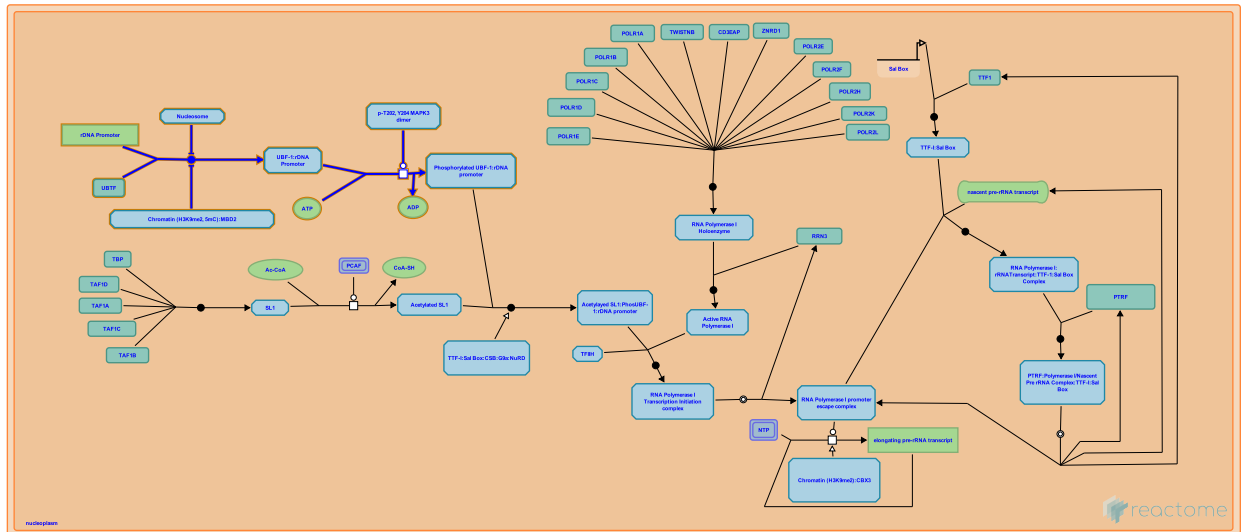 POLR1A
TWISTNB
CD3EAP
ZNRD1
POLR1B
POLR2E
POLR1C
POLR2F
POLR1D
POLR2H
POLR1E
POLR2K
POLR2L
Sal Box
TTF1
TTF-I:Sal Box
nascent pre-rRNA transcript
Nucleosome
rDNA Promoter
UBTF
Chromatin (H3K9me2, 5mC):MBD2
UBF-1:rDNA
Promoter
p-T202, Y204 MAPK3
dimer
ATP
ADP
Phosphorylated UBF-1:rDNA
promoter
RNA Polymerase I
Holoenzyme
RRN3
RNA Polymerase I:
rRNATranscript:TTF-1:Sal Box
Complex
PTRF
TBP
TAF1D
TAF1A
TAF1C
TAF1B
SL1
Ac-CoA
PCAF
CoA-SH
Acetylated SL1
Acetylayed SL1:PhosUBF-
1:rDNA promoter
Active RNA
Polymerase I
TTF-I:Sal Box:CSB:G9a:NuRD
TFIIH
RNA Polymerase I
Transcription Initiation
complex
RNA Polymerase I promoter
escape complex
PTRF:Polymerase I/Nascent
Pre rRNA Complex:TTF-I:Sal
Box
NTP
elongating pre-rRNA transcript
Chromatin (H3K9me2):CBX3
nucleoplasm
reactome